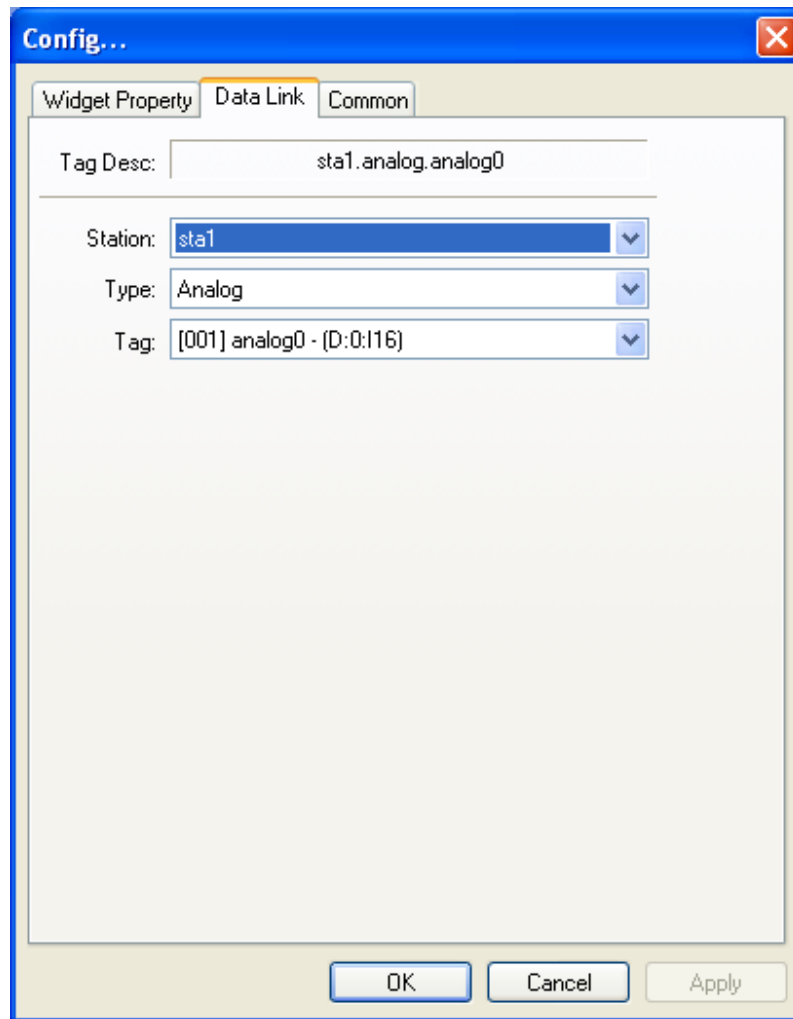 Config...
Widget Property Data Link Common
Tag Desc: sta1.analog.analog0
Station: sta1
Type: Analog
Tag: [001] analog0 - (D:0:I16)
OK Cancel Apply